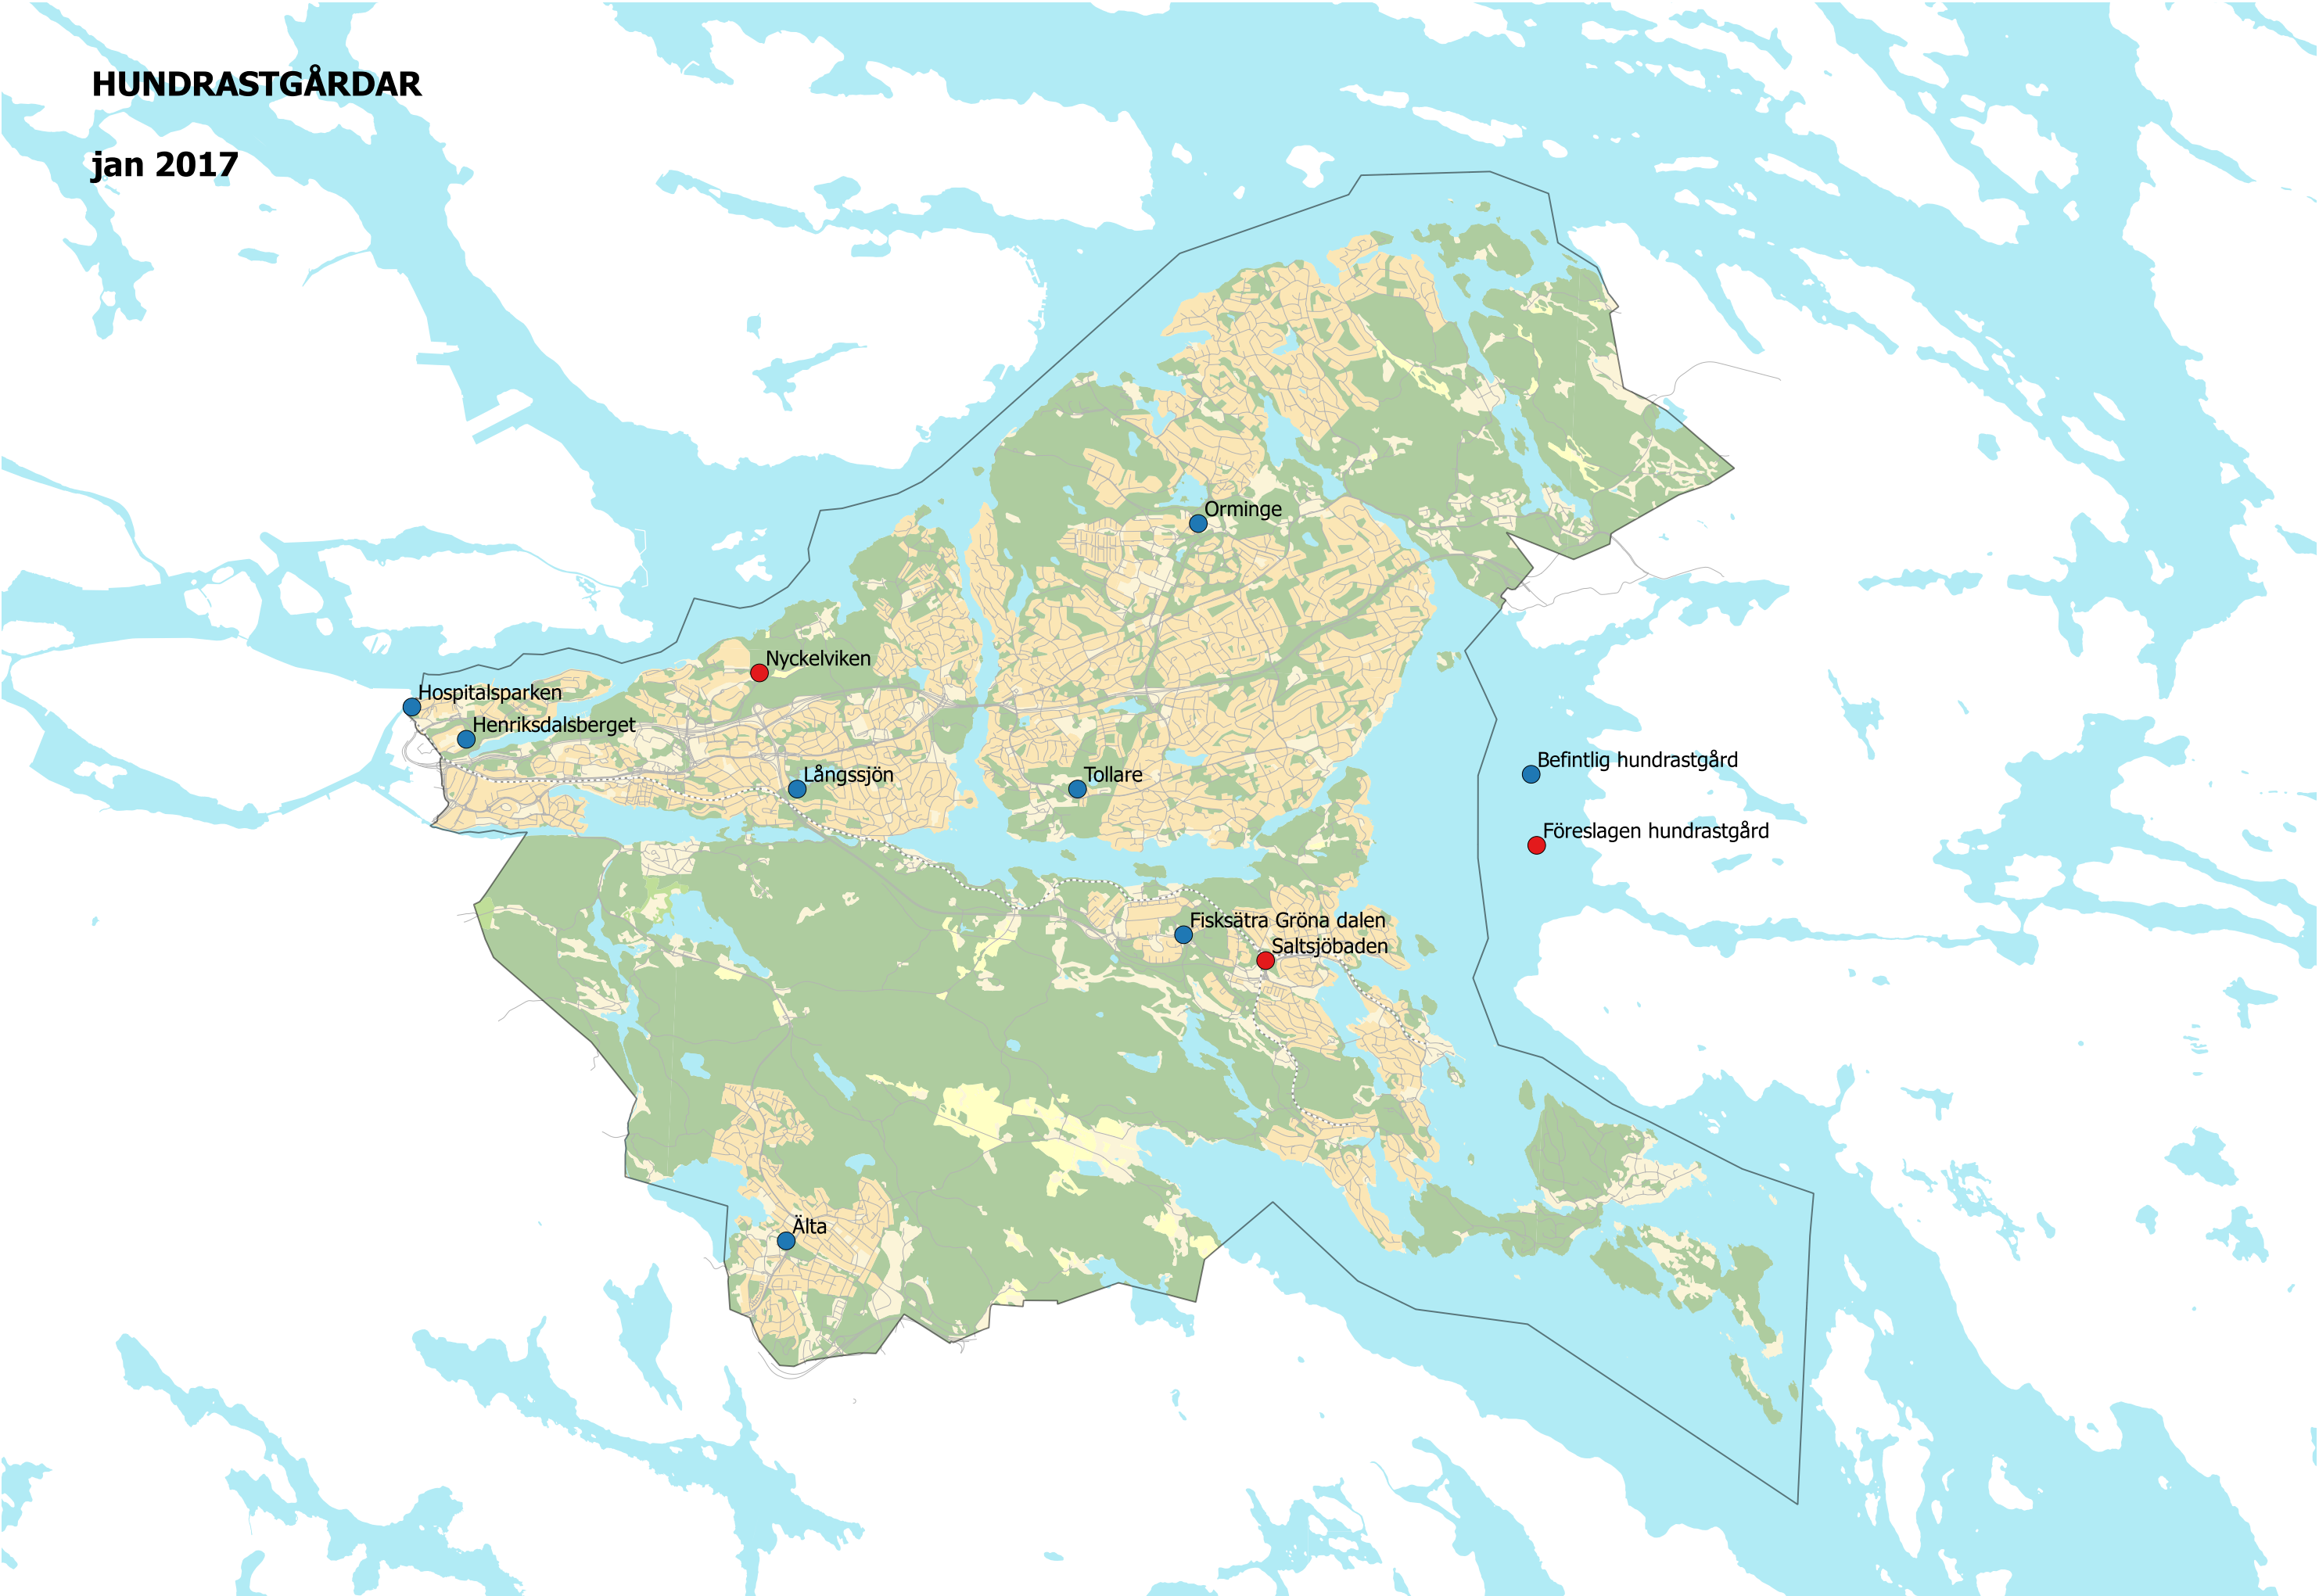 HUNDRASTGÅRDAR
jan 2017
Orminge
Nyckelviken
Hospitalsparken
Henriksdalsberget
Långssjön
Tollare
Befintlig hundrastgård
Föreslagen hundrastgård
Fisksätra Gröna dalen
Saltsjöbaden
Älta